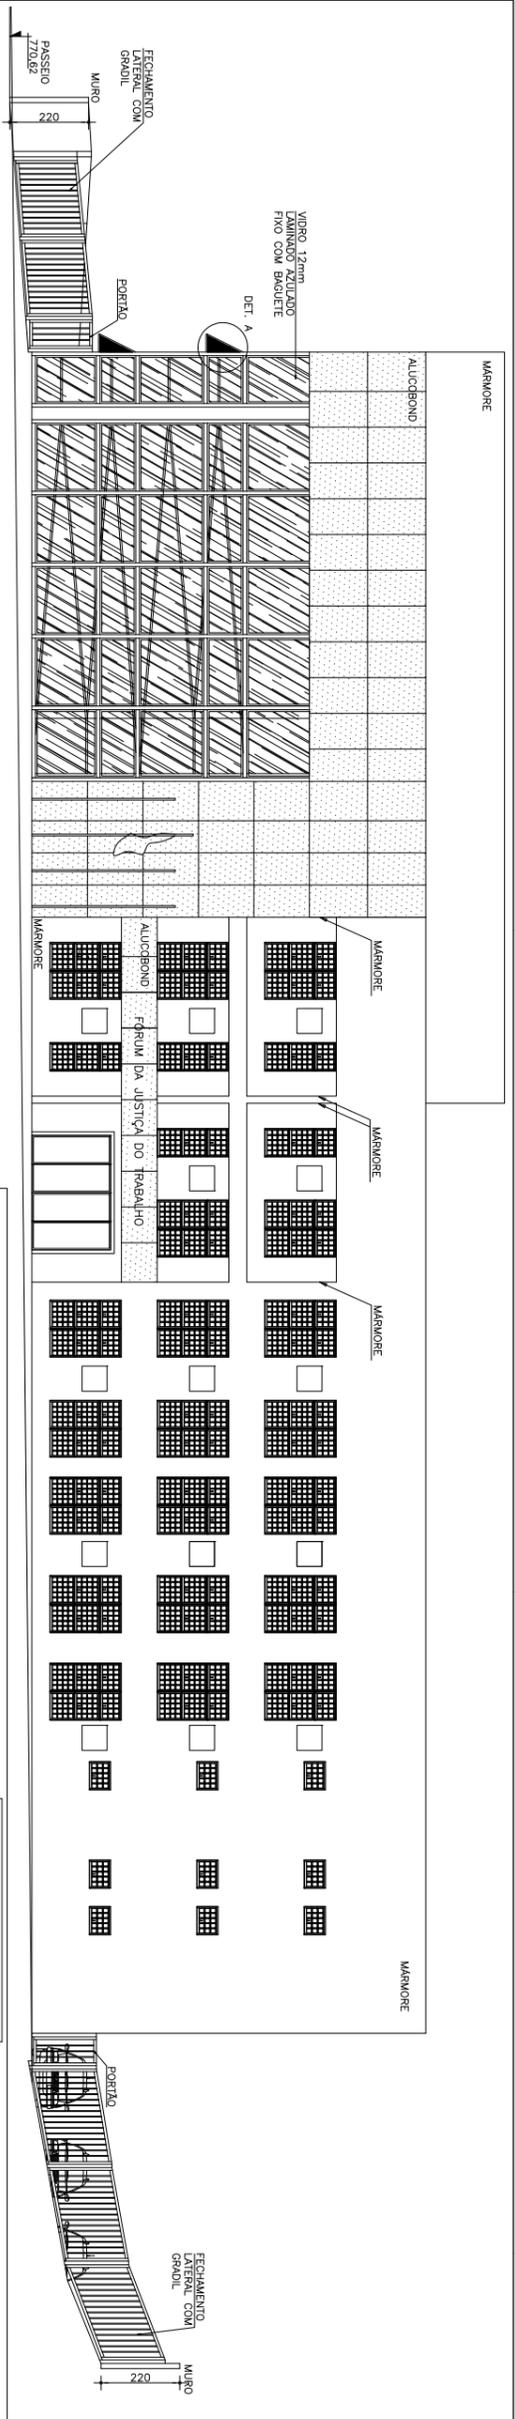 PASSEIO
770,62
MURO
220
FECHAMENTO
LATERAL COM
GRADIL
PORTÃO
VIDRO 12mm
LAMINADO AZULADO
FIXO COM BAGUETE
DET. A
ALUCOBOND
MÁRMORE
MÁRMORE
ALUCOBOND
FÓRUM DA JUSTIÇA DO TRABALHO
MÁRMORE
MÁRMORE
MÁRMORE
MÁRMORE
PORTÃO
FECHAMENTO
LATERAL COM
GRADIL
MURO
220